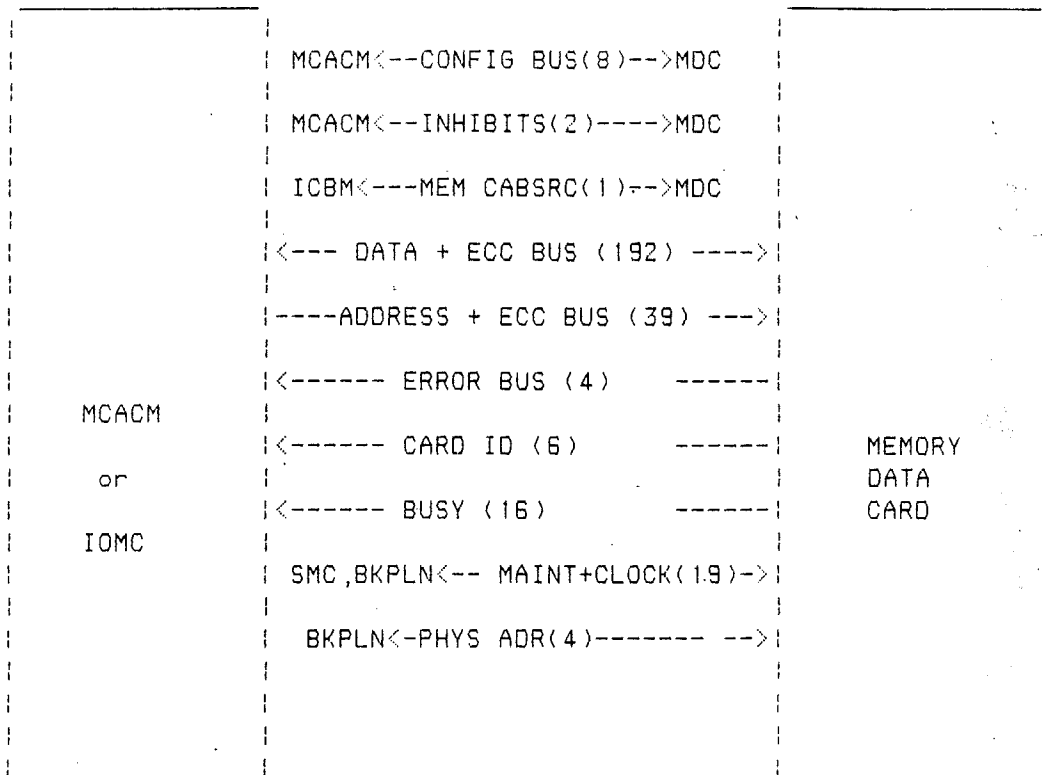 MCACM<--CONFIG BUS(8)-->MDC
MCACM<--INHIBITS(2)---->MDC
ICBM<---MEM CABSRC(1)-->MDC
<--- DATA + ECC BUS (192) ---->
----ADDRESS + ECC BUS (39) --->
<------ ERROR BUS (4) ------
MCACM
<------ CARD ID (6) ------ MEMORY
or DATA
<------ BUSY (16) ------ CARD
IOMC
SMC,BKPLN<-- MAINT+CLOCK(19)->
BKPLN<-PHYS ADR(4)------- -->